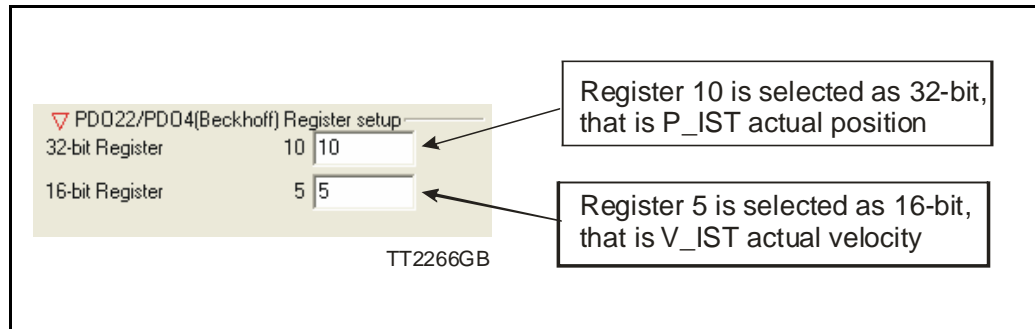 PDO22/PDO4(Beckhoff) Register setup
32-bit Register 10 10
16-bit Register 5 5
TT2266GB
Register 10 is selected as 32-bit,
that is P_IST actual position
Register 5 is selected as 16-bit,
that is V_IST actual velocity